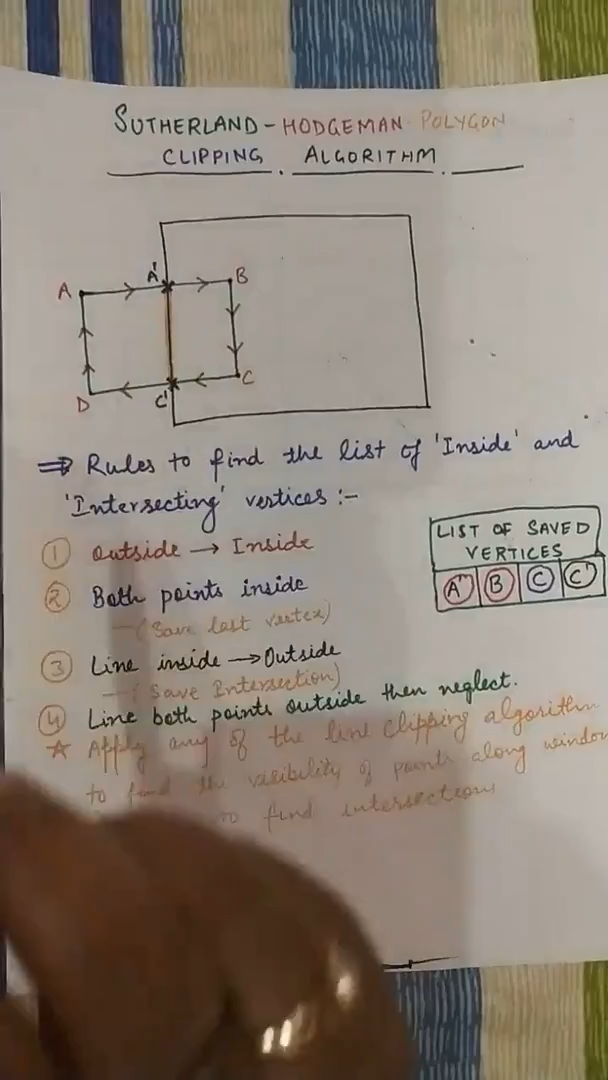 SUTHERLAND-HODGEMAN POLYGON
CLIPPING ALGORITHM
A
A'
B
D
C'
C
⇒ Rules to find the list of 'Inside' and
'Intersecting' vertices :-
① Outside → Inside
② Both points inside
—(Save last vertex)
③ Line inside → Outside
—(Save Intersection)
④ Line both points outside then neglect.
LIST OF SAVED
VERTICES
A' B C C'
☆ Apply any of the line clipping algorithm
to find the visibility of points along window
to find intersections